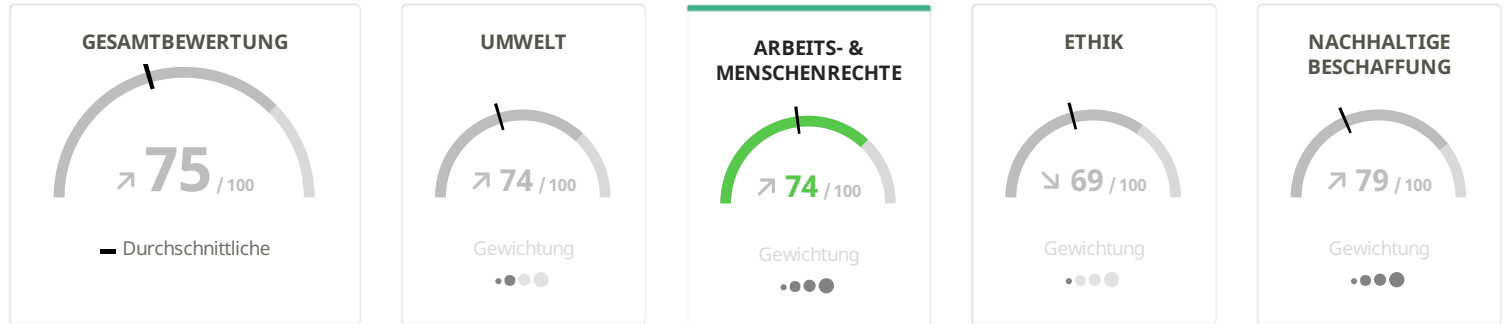 GESAMTBEWERTUNG
75 / 100
Durchschnittliche
UMWELT
74 / 100
Gewichtung
ARBEITS- &
MENSCHENRECHTE
74 / 100
Gewichtung
ETHIK
69 / 100
Gewichtung
NACHHALTIGE
BESCHAFFUNG
79 / 100
Gewichtung